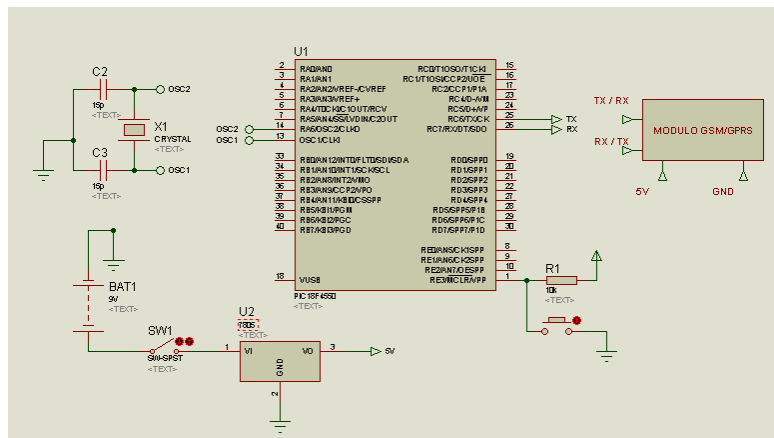 U1
C2
15p
<TEXT>
OSC2
X1
CRYSTAL
<TEXT>
C3
15p
<TEXT>
OSC1
OSC2
OSC1
2 RA0/AN0
3 RA1/AN1
4 RA2/AN2/VREF-/CVREF
5 RA3/AN3/VREF+
6 RA4/T0CKI/C1OUT/RCV
7 RA5/AN4/SS/LVDIN/C2OUT
14 RA6/OSC2/CLKO
13 OSC1/CLKI
33 RB0/AN12/INT0/FLT0/SDI/SDA
34 RB1/AN10/INT1/SCK/SCL
35 RB2/AN8/INT2/VMO
36 RB3/AN9/CCP2/VPO
37 RB4/AN11/KBI0/CSSPP
38 RB5/KBI1/PGM
39 RB6/KBI2/PGC
40 RB7/KBI3/PGD
18 VUSB
RC0/T1OSO/T1CKI 15
RC1/T1OSI/CCP2/UOE 16
RC2/CCP1/P1A 17
RC4/D-/VM 23
RC5/D+/VP 24
RC6/TX/CK 25
RC7/RX/DT/SDO 26
RD0/SPP0 19
RD1/SPP1 20
RD2/SPP2 21
RD3/SPP3 22
RD4/SPP4 27
RD5/SPP5/P1B 28
RD6/SPP6/P1C 29
RD7/SPP7/P1D 30
RE0/AN5/CK1SPP 8
RE1/AN6/CK2SPP 9
RE2/AN7/OESPP 10
RE3/MCLR/VPP 1
PIC18F4550
<TEXT>
TX
RX
TX / RX
RX / TX
MODULO GSM/GPRS
5V
GND
R1
10k
<TEXT>
BAT1
9V
<TEXT>
SW1
SW-SPST
<TEXT>
U2
7805
<TEXT>
1 VI
VO 3
GND
2
5V